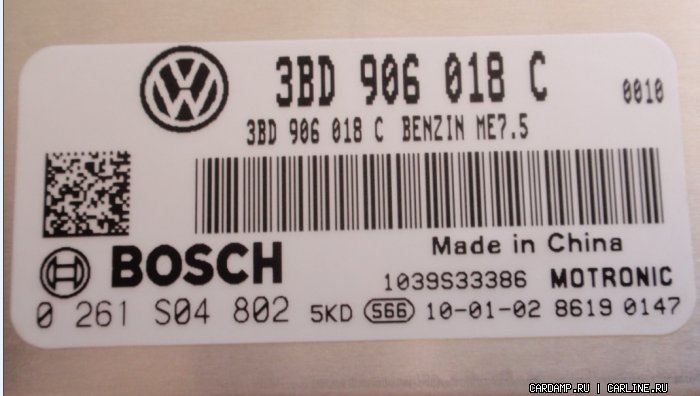 3BD 906 018 C 0010
3BD 906 018 C BENZIN ME7.5
Made in China
BOSCH
1039S33386 MOTRONIC
0 261 S04 802 5KD S66 10-01-02 8619 0147
CARDAMP.RU | CARLINE.RU